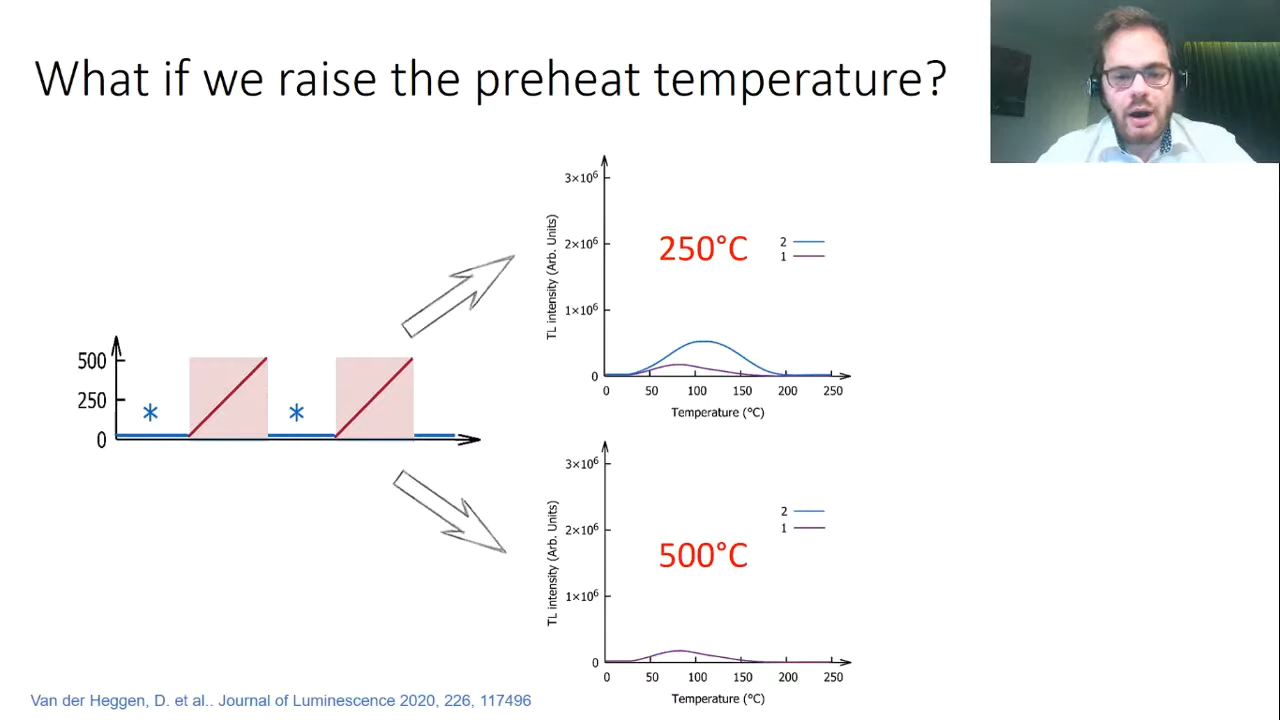 What if we raise the preheat temperature?
500
250
0
*
*
TL intensity (Arb. Units)
3×10⁶
2×10⁶
1×10⁶
0
250°C
2
1
0 50 100 150 200 250
Temperature (°C)
TL intensity (Arb. Units)
3×10⁶
2×10⁶
1×10⁶
0
500°C
2
1
0 50 100 150 200 250
Temperature (°C)
Van der Heggen, D. et al.. Journal of Luminescence 2020, 226, 117496